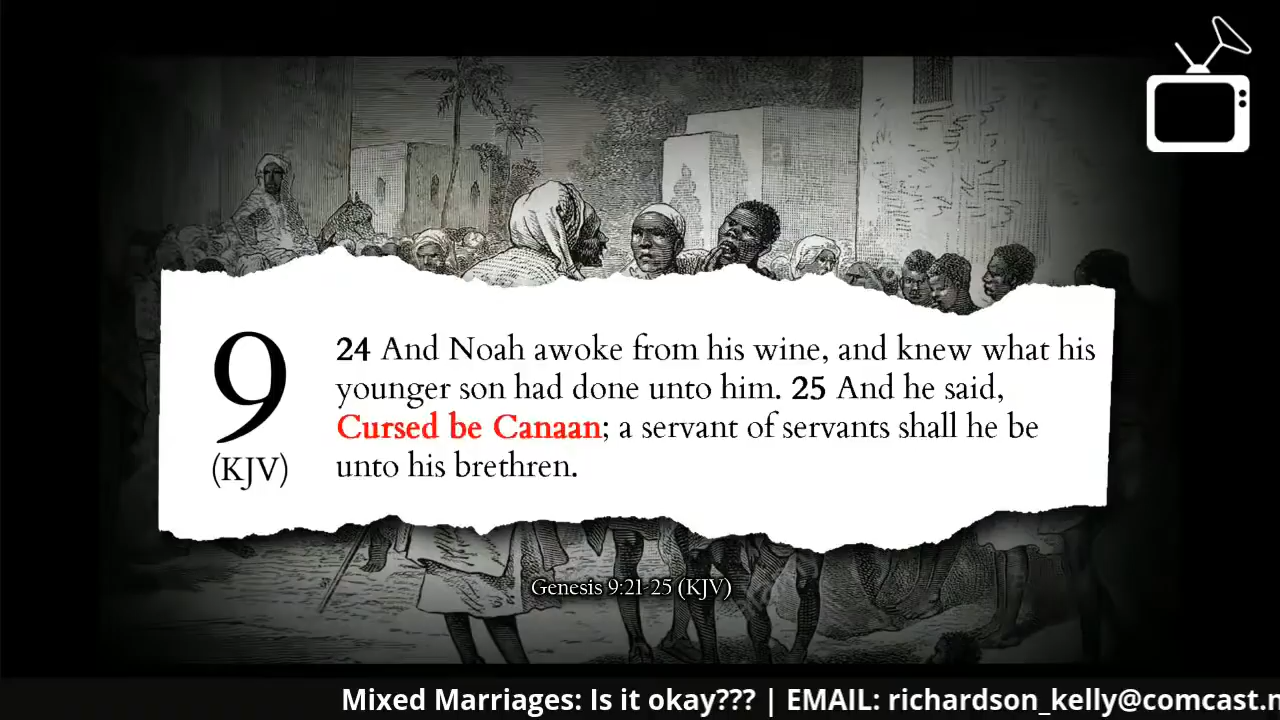 9
(KJV)
24 And Noah awoke from his wine, and knew what his
younger son had done unto him. 25 And he said,
Cursed be Canaan; a servant of servants shall he be
unto his brethren.
Genesis 9:21-25 (KJV)
Mixed Marriages: Is it okay??? | EMAIL: richardson_kelly@comcast.n